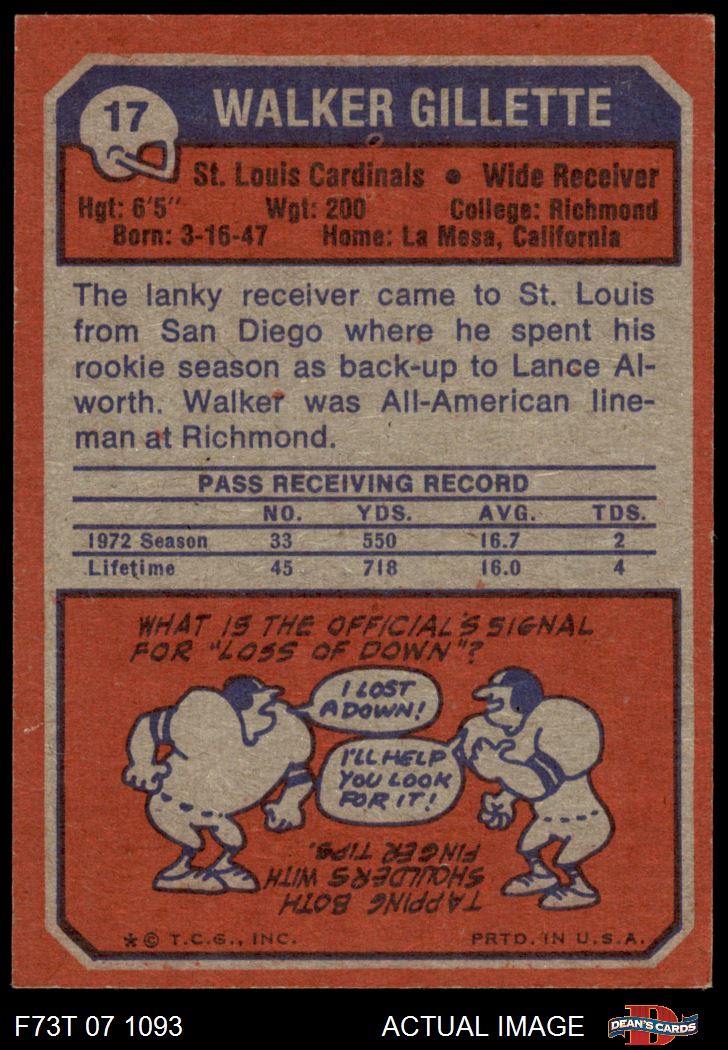 17
WALKER GILLETTE
St. Louis Cardinals • Wide Receiver
Hgt: 6'5" Wgt: 200 College: Richmond
Born: 3-16-47 Home: La Mesa, California
The lanky receiver came to St. Louis
from San Diego where he spent his
rookie season as back-up to Lance Al-
worth. Walker was All-American line-
man at Richmond.
PASS RECEIVING RECORD
NO. YDS. AVG. TDS.
1972 Season 33 550 16.7 2
Lifetime 45 718 16.0 4
WHAT IS THE OFFICIAL'S SIGNAL
FOR "LOSS OF DOWN"?
I LOST
A DOWN!
I'LL HELP
YOU LOOK
FOR IT!
TAPPING BOTH
SHOULDERS WITH
FINGER TIPS.
* © T.C.G., INC. PRTD. IN U.S.A.
F73T 07 1093 ACTUAL IMAGE
D
DEAN'S CARDS